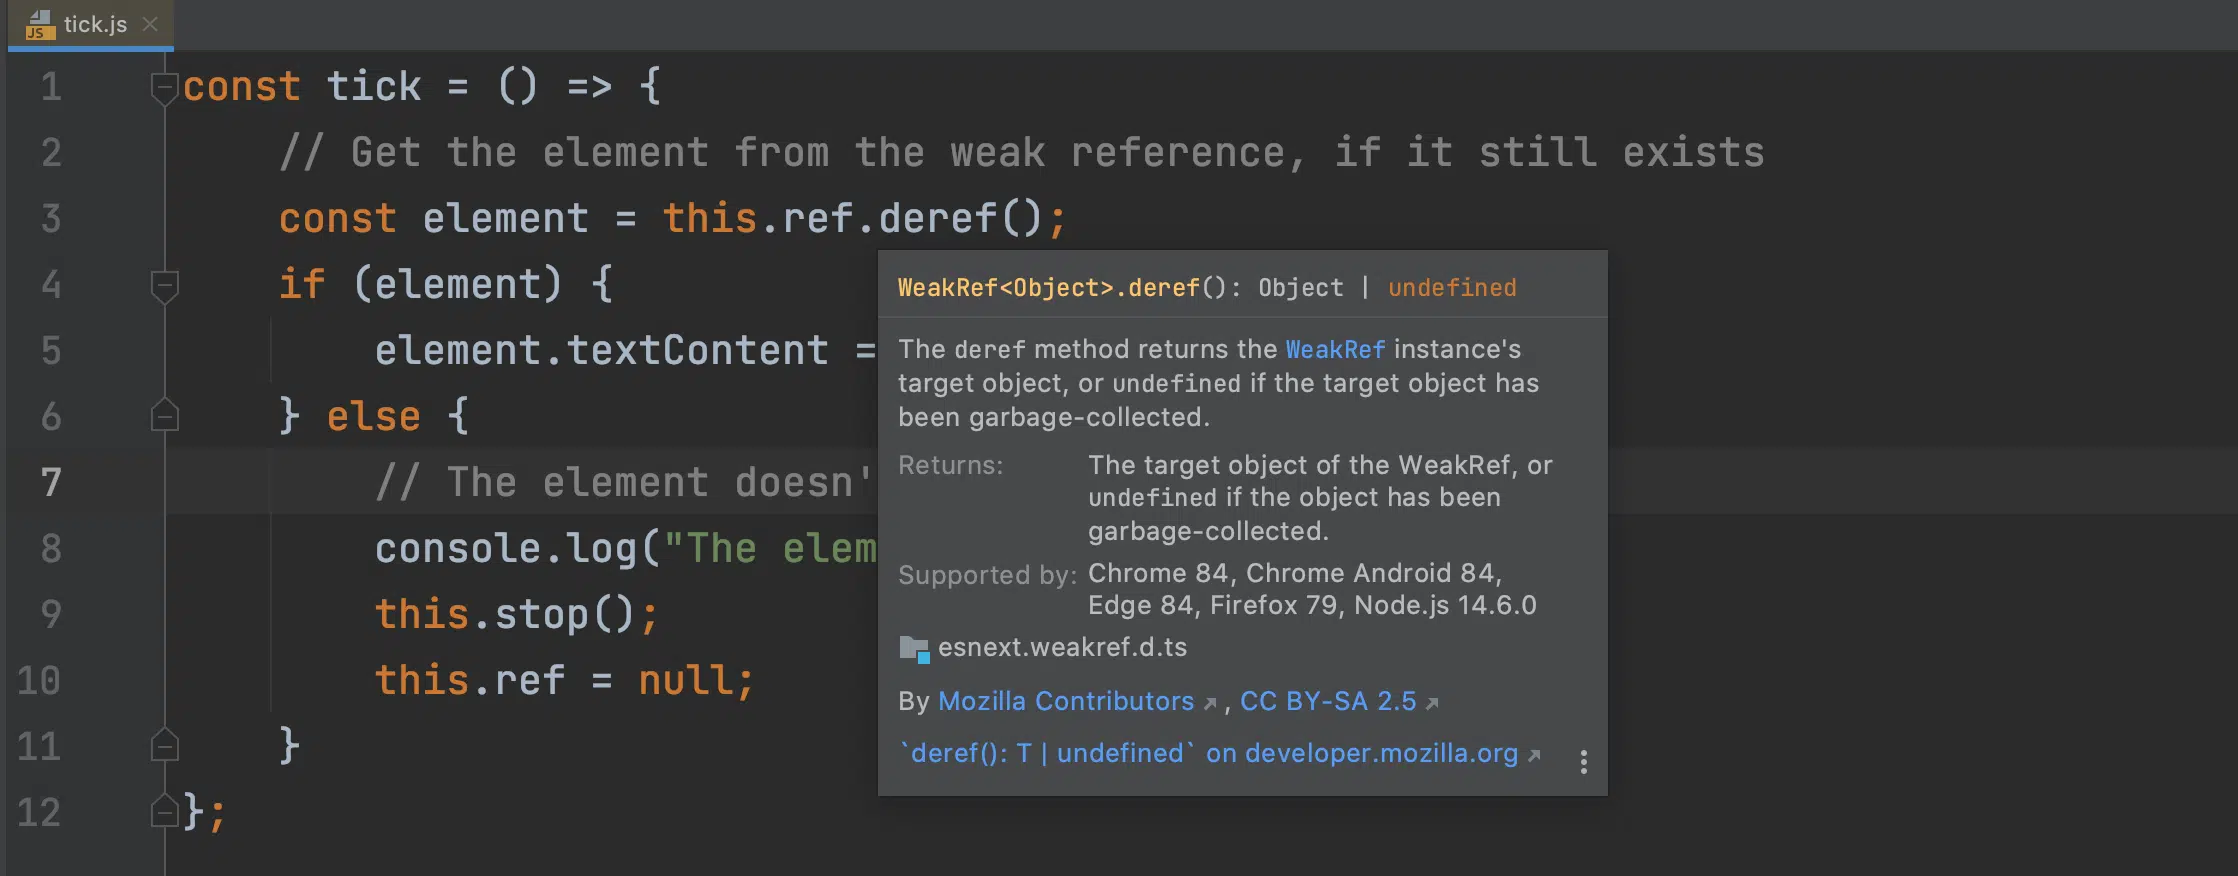 JS tick.js
1 const tick = () => {
2 // Get the element from the weak reference, if it still exists
3 const element = this.ref.deref();
4 if (element) {
5 element.textContent =
6 } else {
7 // The element doesn'
8 console.log("The elem
9 this.stop();
10 this.ref = null;
11 }
12 };
WeakRef<Object>.deref(): Object | undefined
The deref method returns the WeakRef instance's
target object, or undefined if the target object has
been garbage-collected.
Returns: The target object of the WeakRef, or
undefined if the object has been
garbage-collected.
Supported by: Chrome 84, Chrome Android 84,
Edge 84, Firefox 79, Node.js 14.6.0
esnext.weakref.d.ts
By Mozilla Contributors, CC BY-SA 2.5
`deref(): T | undefined` on developer.mozilla.org